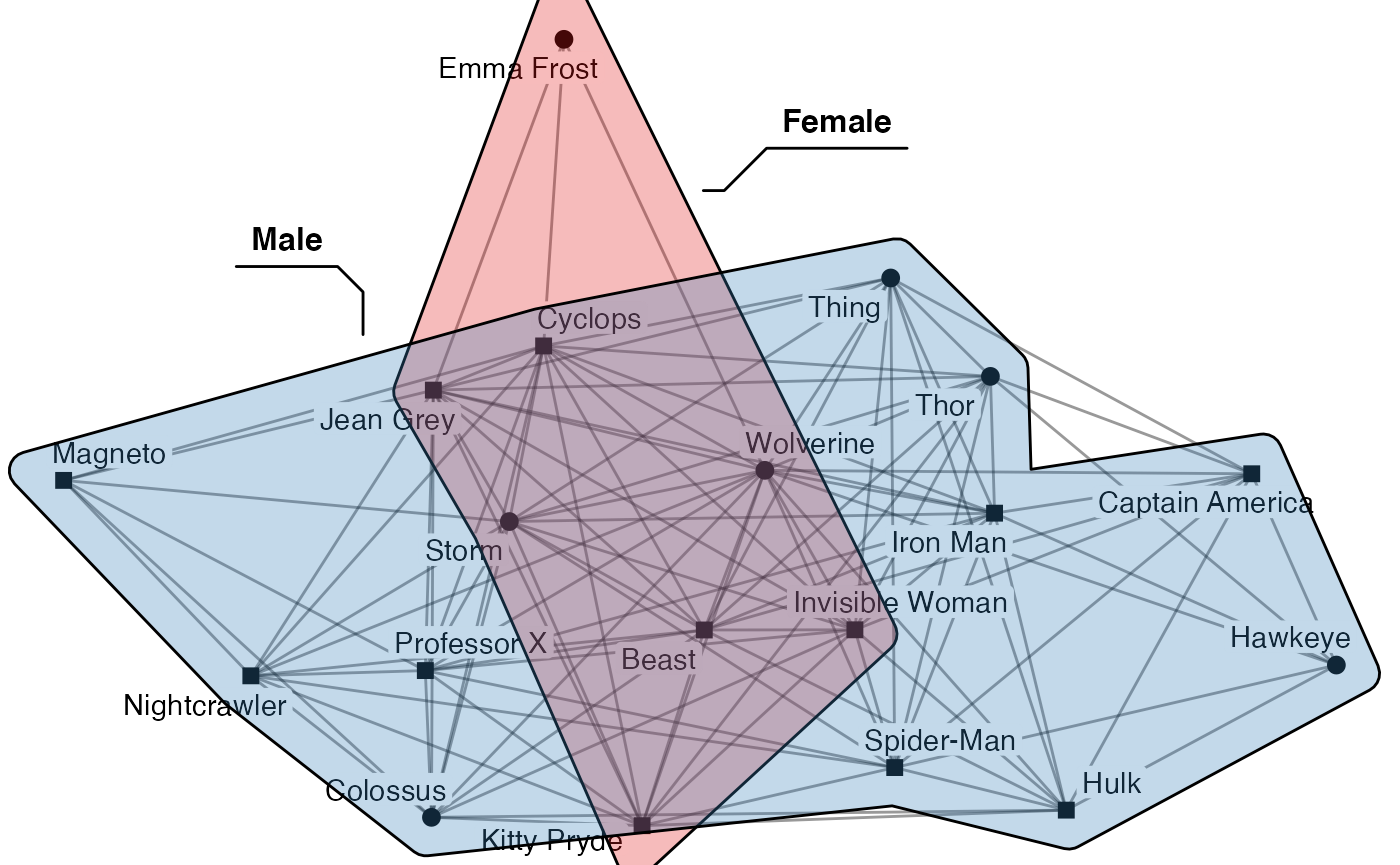 Emma Frost
Female
Male
Thing
Cyclops
Thor
Jean Grey
Wolverine
Magneto
Captain America
Storm
Iron Man
Invisible Woman
Professor X
Beast
Hawkeye
Nightcrawler
Spider-Man
Colossus
Hulk
Kitty Pryde